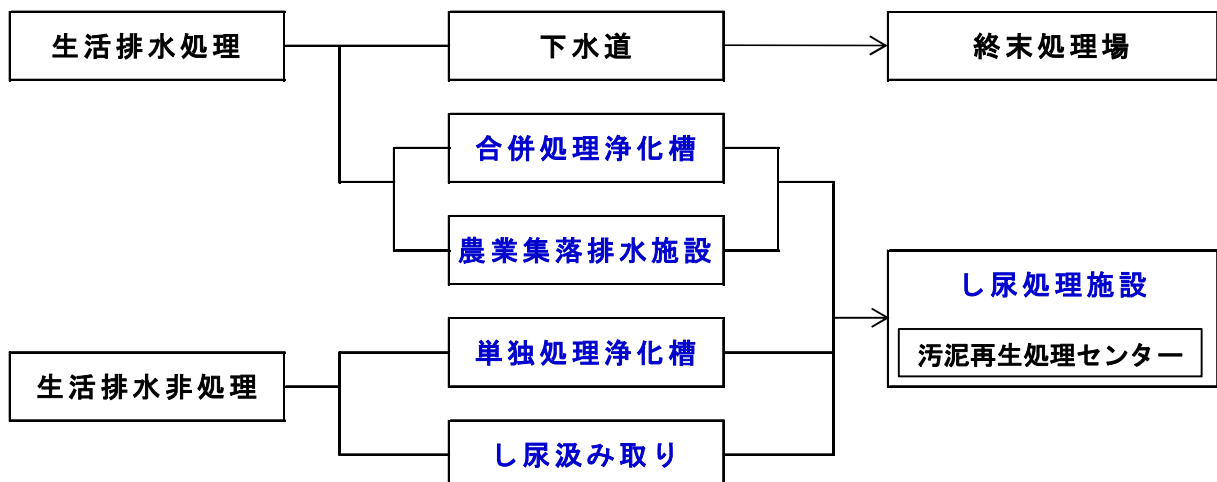 生活排水処理
下水道
終末処理場
合併処理浄化槽
農業集落排水施設
し尿処理施設
汚泥再生処理センター
単独処理浄化槽
生活排水非処理
し尿汲み取り